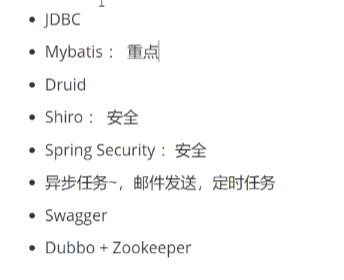 JDBC
Mybatis： 重点
Druid
Shiro： 安全
Spring Security：安全
异步任务~，邮件发送，定时任务
Swagger
Dubbo + Zookeeper